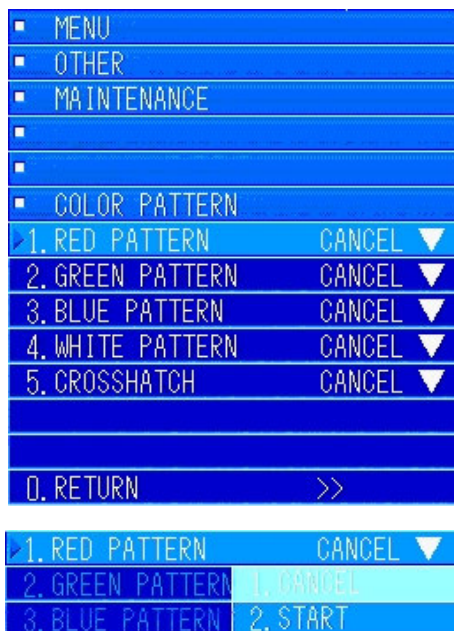 MENU
OTHER
MAINTENANCE
COLOR PATTERN
1. RED PATTERN CANCEL
2. GREEN PATTERN CANCEL
3. BLUE PATTERN CANCEL
4. WHITE PATTERN CANCEL
5. CROSSHATCH CANCEL
0. RETURN >>
1. RED PATTERN CANCEL
2. GREEN PATTERN 1. CANCEL
3. BLUE PATTERN 2. START